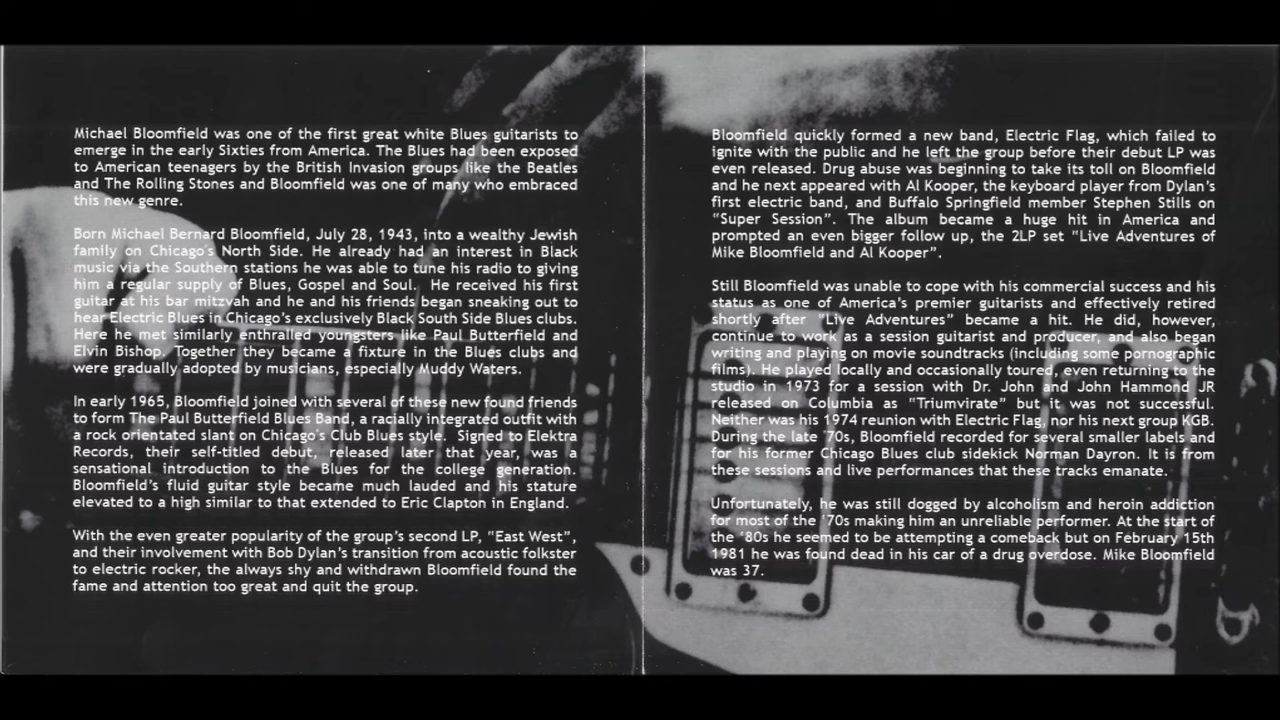 Michael Bloomfield was one of the first great white Blues guitarists to
emerge in the early Sixties from America. The Blues had been exposed
to American teenagers by the British Invasion groups like the Beatles
and The Rolling Stones and Bloomfield was one of many who embraced
this new genre.
Born Michael Bernard Bloomfield, July 28, 1943, into a wealthy Jewish
family on Chicago's North Side. He already had an interest in Black
music via the Southern stations he was able to tune his radio to giving
him a regular supply of Blues, Gospel and Soul. He received his first
guitar at his bar mitzvah and he and his friends began sneaking out to
hear Electric Blues in Chicago's exclusively Black South Side Blues clubs.
Here he met similarly enthralled youngsters like Paul Butterfield and
Elvin Bishop. Together they became a fixture in the Blues clubs and
were gradually adopted by musicians, especially Muddy Waters.
In early 1965, Bloomfield joined with several of these new found friends
to form The Paul Butterfield Blues Band, a racially integrated outfit with
a rock orientated slant on Chicago's Club Blues style. Signed to Elektra
Records, their self-titled debut, released later that year, was a
sensational introduction to the Blues for the college generation.
Bloomfield's fluid guitar style became much lauded and his stature
elevated to a high similar to that extended to Eric Clapton in England.
With the even greater popularity of the group's second LP, "East West",
and their involvement with Bob Dylan's transition from acoustic folkster
to electric rocker, the always shy and withdrawn Bloomfield found the
fame and attention too great and quit the group.
Bloomfield quickly formed a new band, Electric Flag, which failed to
ignite with the public and he left the group before their debut LP was
even released. Drug abuse was beginning to take its toll on Bloomfield
and he next appeared with Al Kooper, the keyboard player from Dylan's
first electric band, and Buffalo Springfield member Stephen Stills on
"Super Session". The album became a huge hit in America and
prompted an even bigger follow up, the 2LP set "Live Adventures of
Mike Bloomfield and Al Kooper".
Still Bloomfield was unable to cope with his commercial success and his
status as one of America's premier guitarists and effectively retired
shortly after "Live Adventures" became a hit. He did, however,
continue to work as a session guitarist and producer, and also began
writing and playing on movie soundtracks (including some pornographic
films). He played locally and occasionally toured, even returning to the
studio in 1973 for a session with Dr. John and John Hammond JR
released on Columbia as "Triumvirate" but it was not successful.
Neither was his 1974 reunion with Electric Flag, nor his next group KGB.
During the late '70s, Bloomfield recorded for several smaller labels and
for his former Chicago Blues club sidekick Norman Dayron. It is from
these sessions and live performances that these tracks emanate.
Unfortunately, he was still dogged by alcoholism and heroin addiction
for most of the '70s making him an unreliable performer. At the start of
the '80s he seemed to be attempting a comeback but on February 15th
1981 he was found dead in his car of a drug overdose. Mike Bloomfield
was 37.